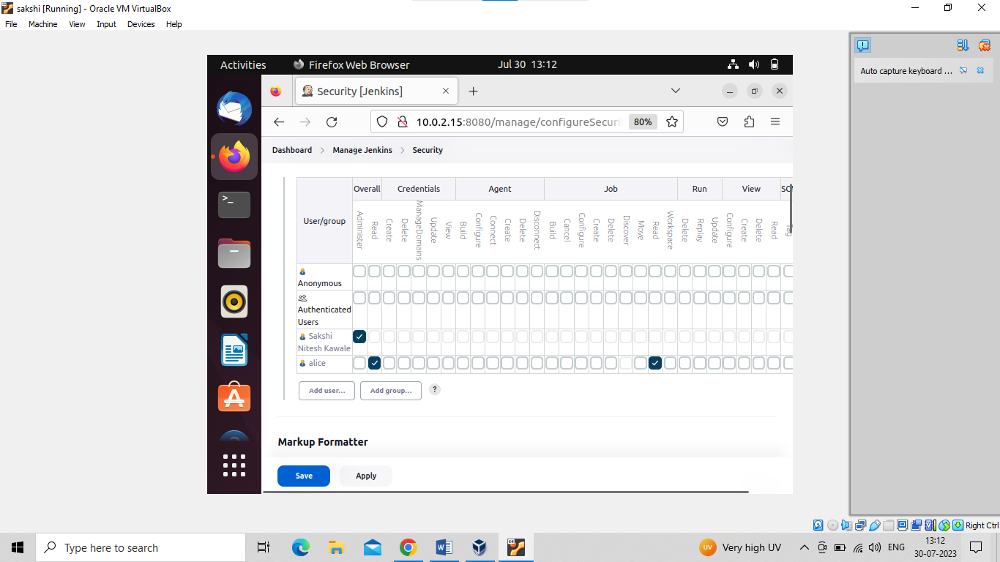 sakshi [Running] - Oracle VM VirtualBox
File Machine View Input Devices Help
Activities Firefox Web Browser Jul 30 13:12
Auto capture keyboard ...
Security [Jenkins]
10.0.2.15:8080/manage/configureSecuri 80%
Dashboard Manage Jenkins Security
User/group Overall Credentials Agent Job Run View SCM
Administer Read Create Delete ManageDomains Update View Build Configure Connect Create Delete Disconnect Build Cancel Configure Create Delete Discover Move Read Workspace Delete Replay Update Configure Create Delete Read Tag
Anonymous
Authenticated
Users
Sakshi
Nitesh Kawale
alice
Add user... Add group... ?
Markup Formatter
Save Apply
Right Ctrl
Type here to search
UV Very high UV ENG 13:12
30-07-2023